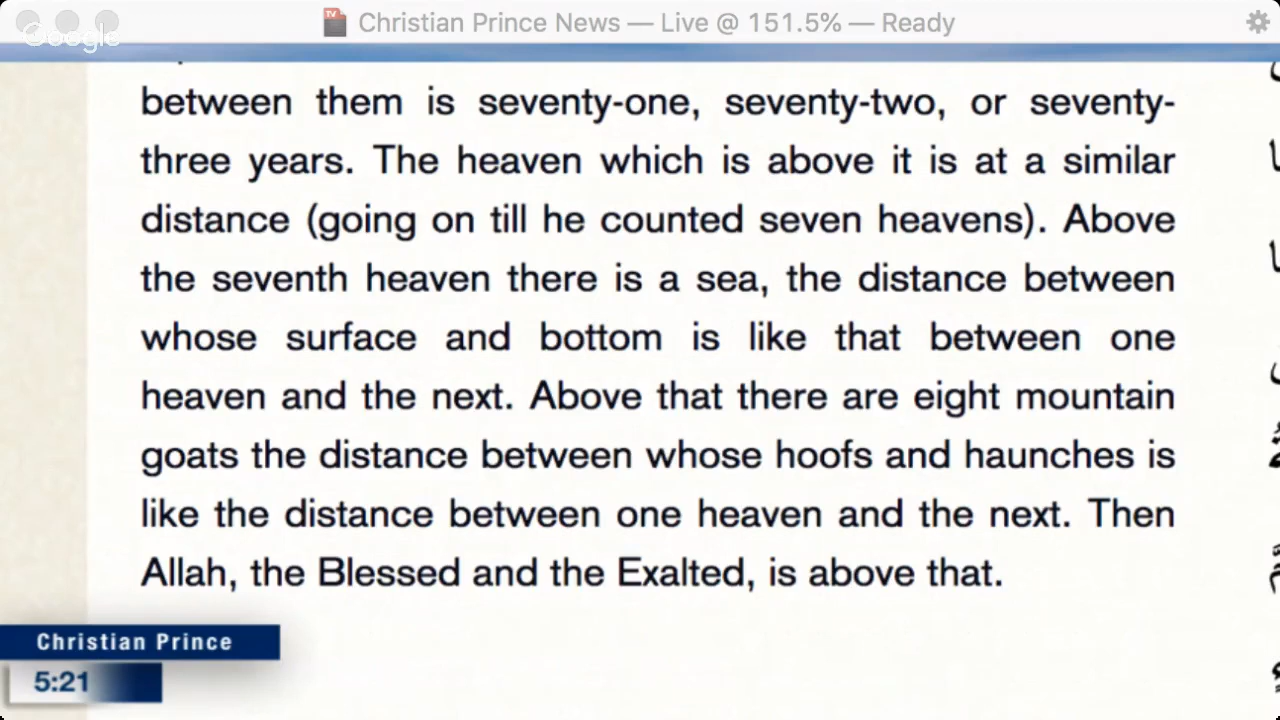 Christian Prince News — Live @ 151.5% — Ready
Google
between them is seventy-one, seventy-two, or seventy-
three years. The heaven which is above it is at a similar
distance (going on till he counted seven heavens). Above
the seventh heaven there is a sea, the distance between
whose surface and bottom is like that between one
heaven and the next. Above that there are eight mountain
goats the distance between whose hoofs and haunches is
like the distance between one heaven and the next. Then
Allah, the Blessed and the Exalted, is above that.
Christian Prince
5:21